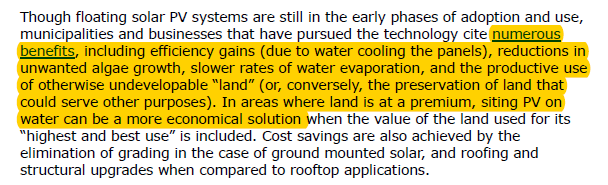 Though floating solar PV systems are still in the early phases of adoption and use,
municipalities and businesses that have pursued the technology cite numerous
benefits, including efficiency gains (due to water cooling the panels), reductions in
unwanted algae growth, slower rates of water evaporation, and the productive use
of otherwise undevelopable “land” (or, conversely, the preservation of land that
could serve other purposes). In areas where land is at a premium, siting PV on
water can be a more economical solution when the value of the land used for its
“highest and best use” is included. Cost savings are also achieved by the
elimination of grading in the case of ground mounted solar, and roofing and
structural upgrades when compared to rooftop applications.